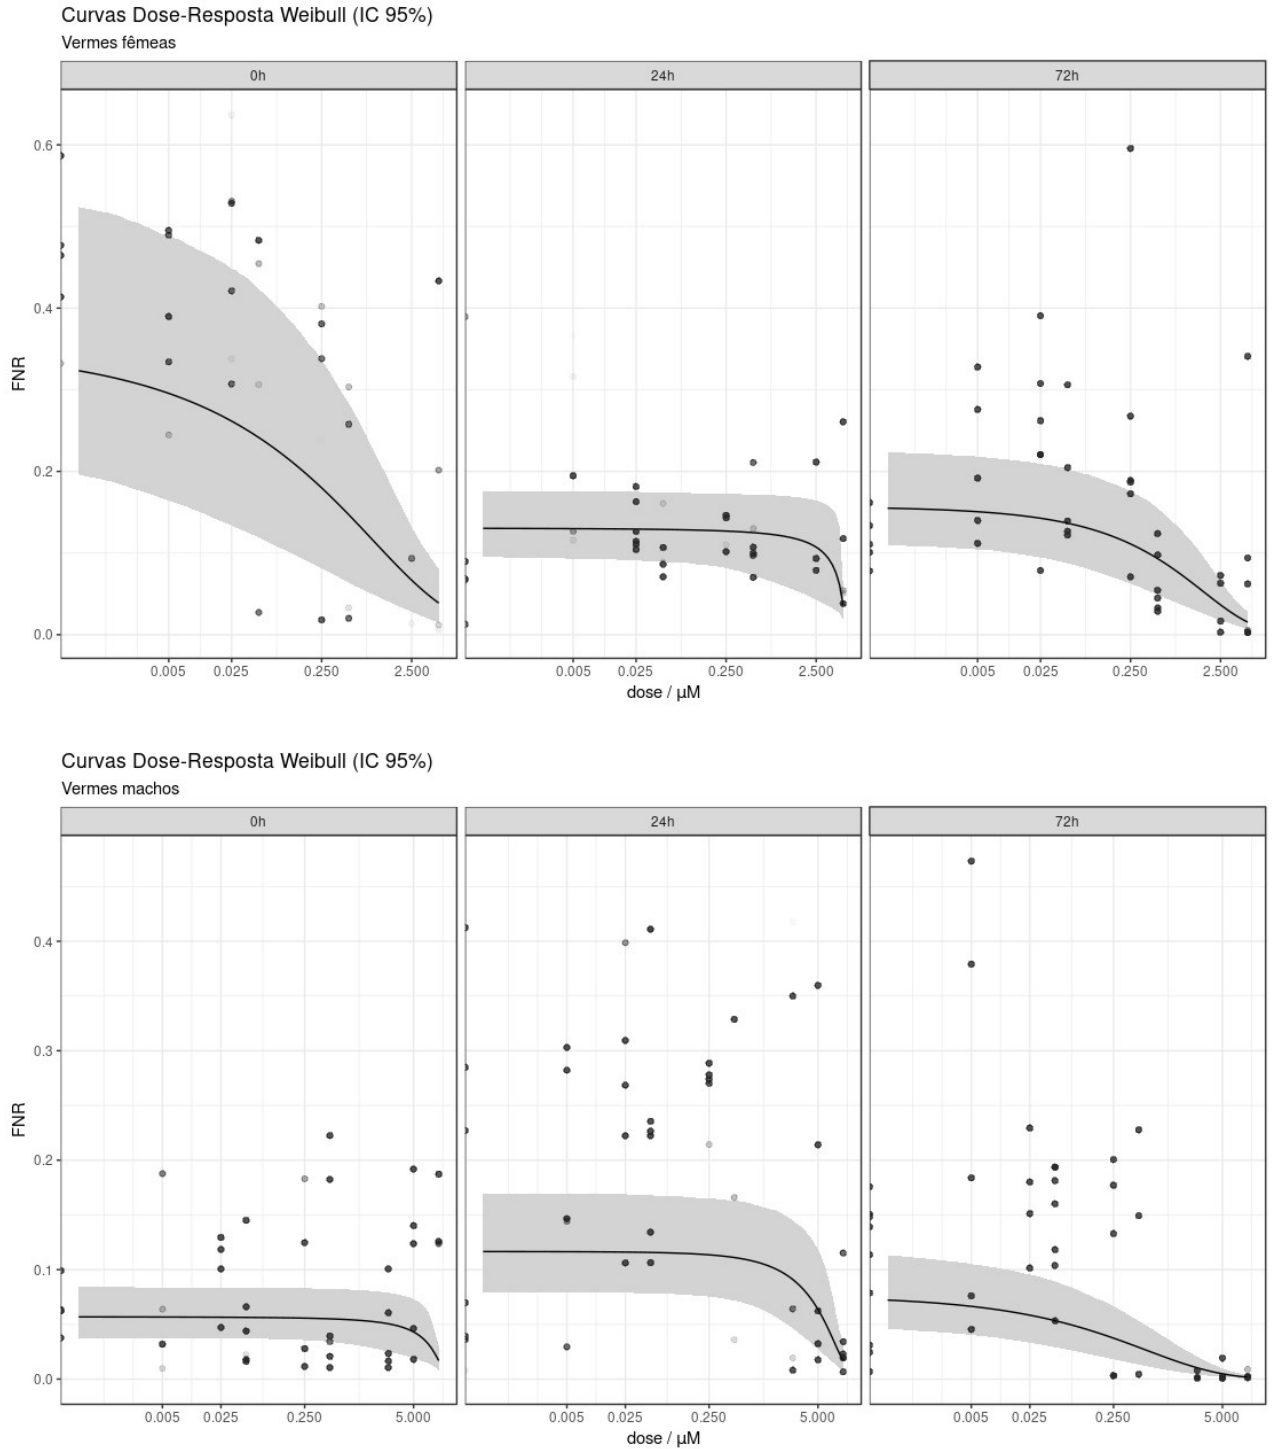 Curvas Dose-Resposta Weibull (IC 95%)
Vermes fêmeas
0h 24h 72h
0.6
0.4
0.2
0.0
FNR
0.005 0.025 0.250 2.500 0.005 0.025 0.250 2.500 0.005 0.025 0.250 2.500
dose / µM
Curvas Dose-Resposta Weibull (IC 95%)
Vermes machos
0h 24h 72h
0.4
0.3
0.2
0.1
0.0
FNR
0.005 0.025 0.250 5.000 0.005 0.025 0.250 5.000 0.005 0.025 0.250 5.000
dose / µM